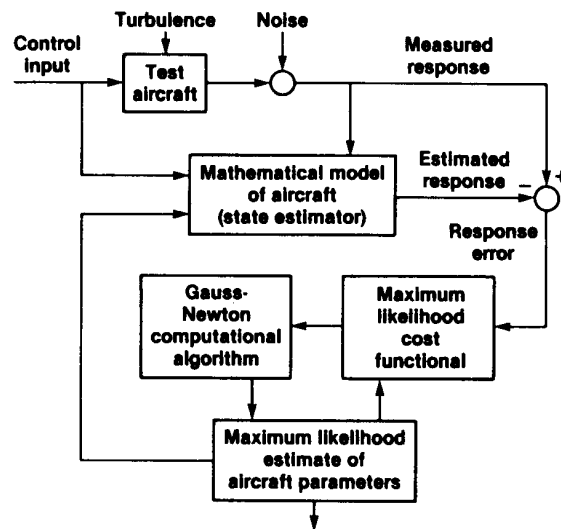 Turbulence
Noise
Control
input
Measured
response
Test
aircraft
Mathematical model
of aircraft
(state estimator)
Estimated
response
+
−
Response
error
Gauss-
Newton
computational
algorithm
Maximum
likelihood
cost
functional
Maximum likelihood
estimate of
aircraft parameters